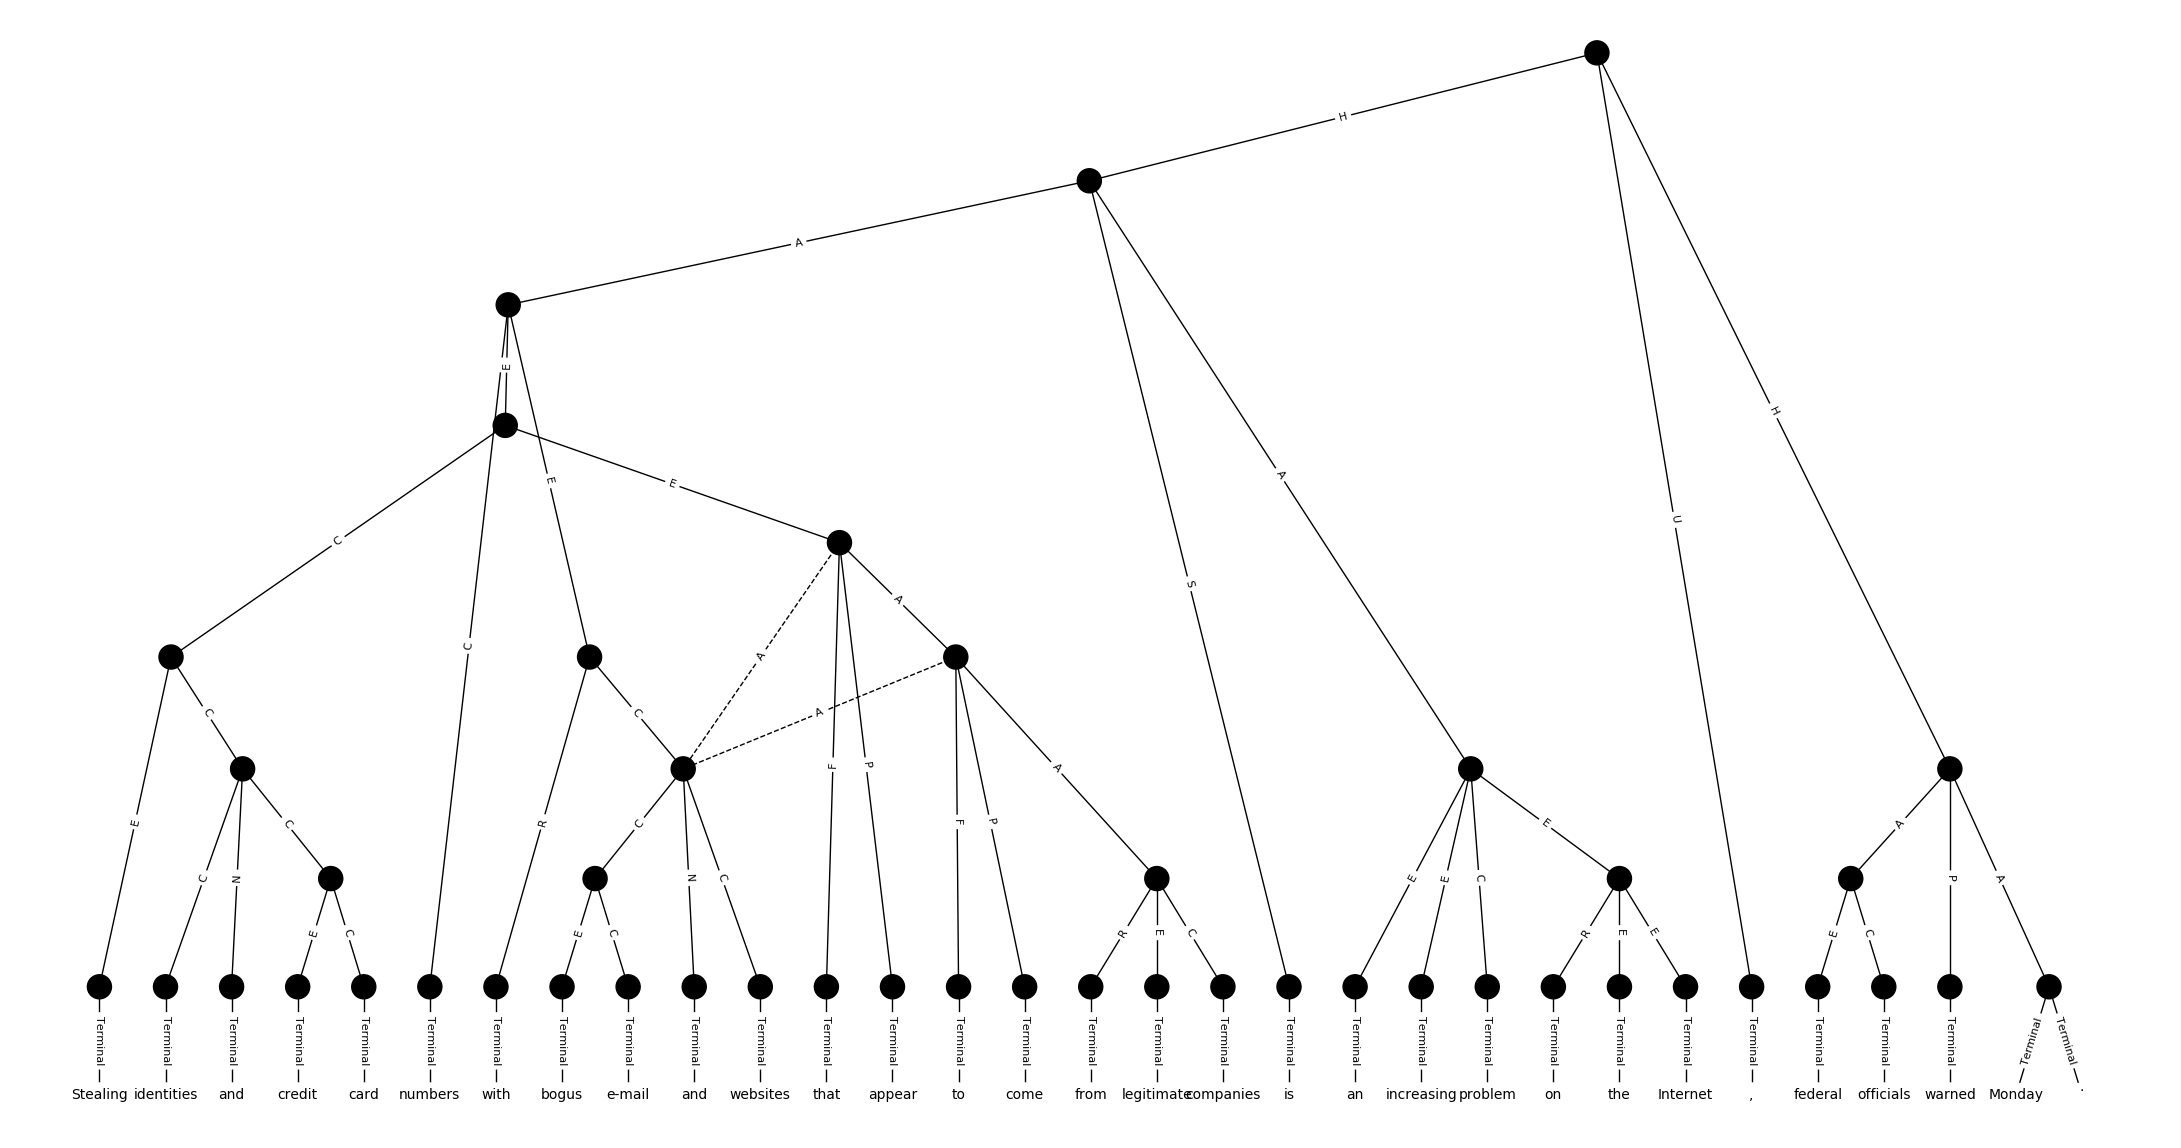 H
A
E
E
C
E
A
S
A
U
H
C
E
C
C
N
C
E
C
C
R
C
A
A
C
N
C
E
C
F
P
A
F
P
A
R
E
C
E
E
C
E
R
E
E
A
P
A
E
C
Terminal Terminal Terminal Terminal Terminal Terminal Terminal Terminal Terminal Terminal Terminal Terminal Terminal Terminal Terminal Terminal Terminal Terminal Terminal Terminal Terminal Terminal Terminal Terminal Terminal Terminal Terminal Terminal Terminal Terminal Terminal
Stealing identities and credit card numbers with bogus e-mail and websites that appear to come from legitimate companies is an increasing problem on the Internet , federal officials warned Monday .